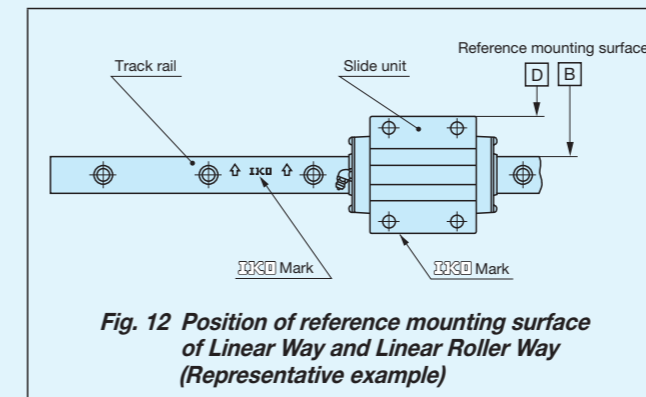 Reference mounting surface
Track rail
Slide unit
D
B
IKO
IKO Mark
IKO Mark
Fig. 12 Position of reference mounting surface
of Linear Way and Linear Roller Way
(Representative example)